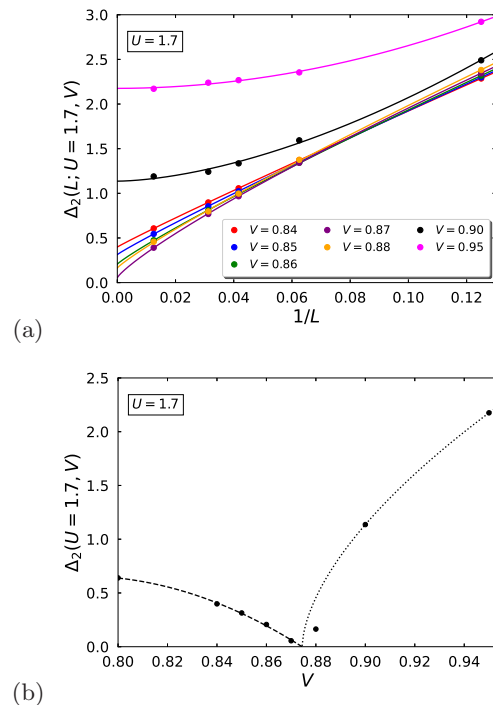 3.0
U = 1.7
2.5
2.0
1.5
1.0
0.5
0.0
Δ₂(L; U = 1.7, V)
V = 0.84
V = 0.87
V = 0.90
V = 0.85
V = 0.88
V = 0.95
V = 0.86
0.00
0.02
0.04
0.06
0.08
0.10
0.12
1/L
(a)
2.5
U = 1.7
2.0
1.5
1.0
0.5
0.0
Δ₂(U = 1.7, V)
0.80
0.82
0.84
0.86
0.88
0.90
0.92
0.94
V
(b)